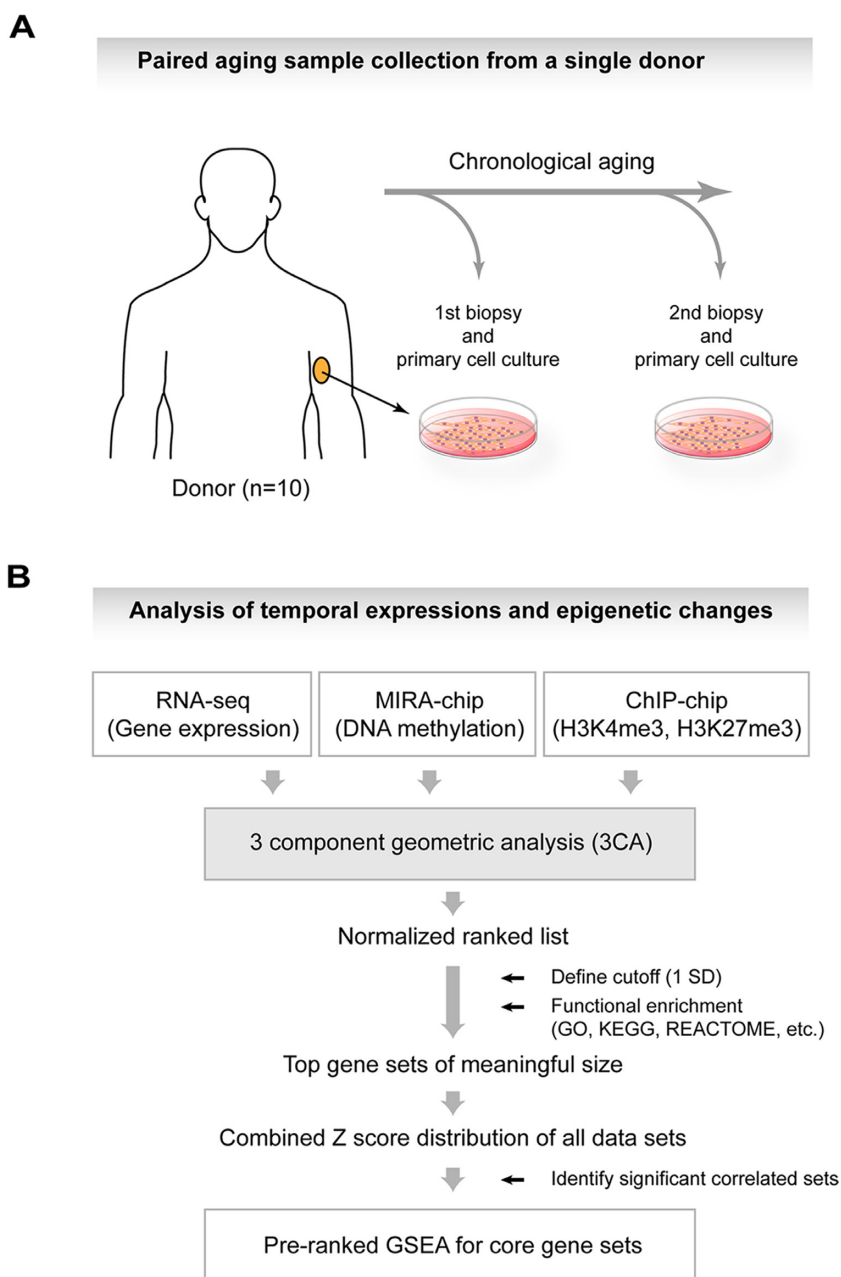 A
Paired aging sample collection from a single donor
Chronological aging
1st biopsy
and
primary cell culture
2nd biopsy
and
primary cell culture
Donor (n=10)
B
Analysis of temporal expressions and epigenetic changes
RNA-seq
(Gene expression)
MIRA-chip
(DNA methylation)
ChIP-chip
(H3K4me3, H3K27me3)
3 component geometric analysis (3CA)
Normalized ranked list
Define cutoff (1 SD)
Functional enrichment
(GO, KEGG, REACTOME, etc.)
Top gene sets of meaningful size
Combined Z score distribution of all data sets
Identify significant correlated sets
Pre-ranked GSEA for core gene sets